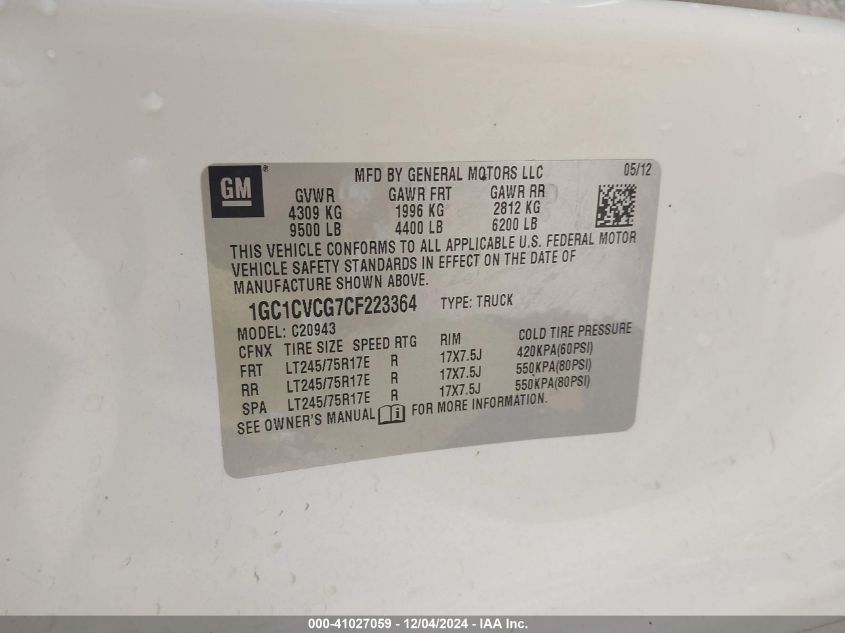 GM ® MFD BY GENERAL MOTORS LLC 05/12
GVWR GAWR FRT GAWR RR
4309 KG 1996 KG 2812 KG
9500 LB 4400 LB 6200 LB
THIS VEHICLE CONFORMS TO ALL APPLICABLE U.S. FEDERAL MOTOR
VEHICLE SAFETY STANDARDS IN EFFECT ON THE DATE OF
MANUFACTURE SHOWN ABOVE.
1GC1CVCG7CF223364 TYPE: TRUCK
MODEL: C20943
CFNX TIRE SIZE SPEED RTG RIM COLD TIRE PRESSURE
FRT LT245/75R17E R 17X7.5J 420KPA(60PSI)
RR LT245/75R17E R 17X7.5J 550KPA(80PSI)
SPA LT245/75R17E R 17X7.5J 550KPA(80PSI)
SEE OWNER'S MANUAL i FOR MORE INFORMATION.
000-41027059 - 12/04/2024 - IAA Inc.